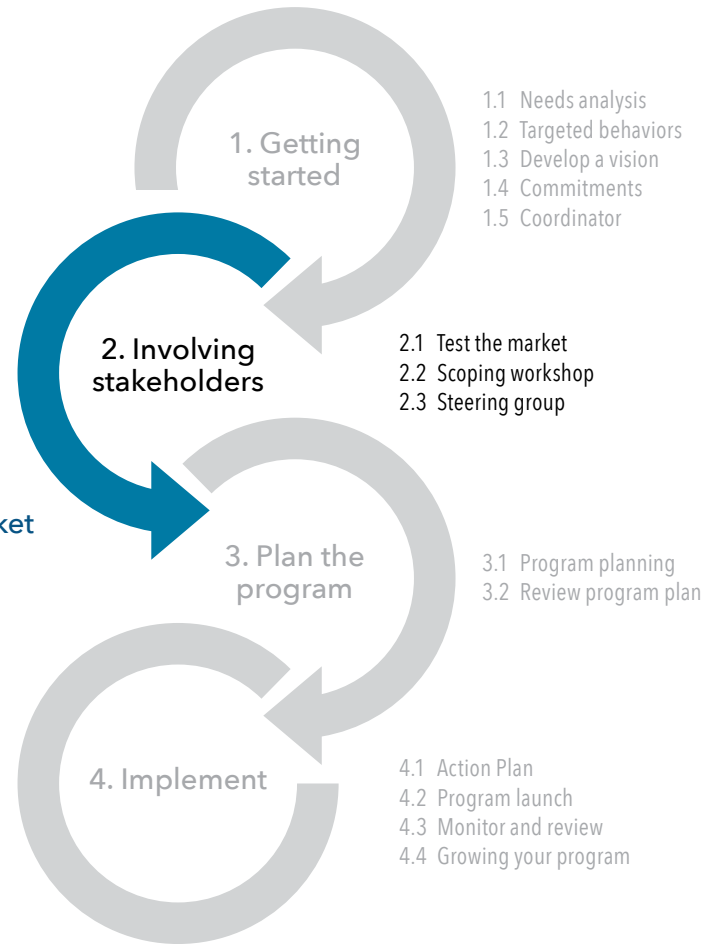 1. Getting
started
1.1 Needs analysis
1.2 Targeted behaviors
1.3 Develop a vision
1.4 Commitments
1.5 Coordinator
2. Involving
stakeholders
2.1 Test the market
2.2 Scoping workshop
2.3 Steering group
ket
3. Plan the
program
3.1 Program planning
3.2 Review program plan
4. Implement
4.1 Action Plan
4.2 Program launch
4.3 Monitor and review
4.4 Growing your program